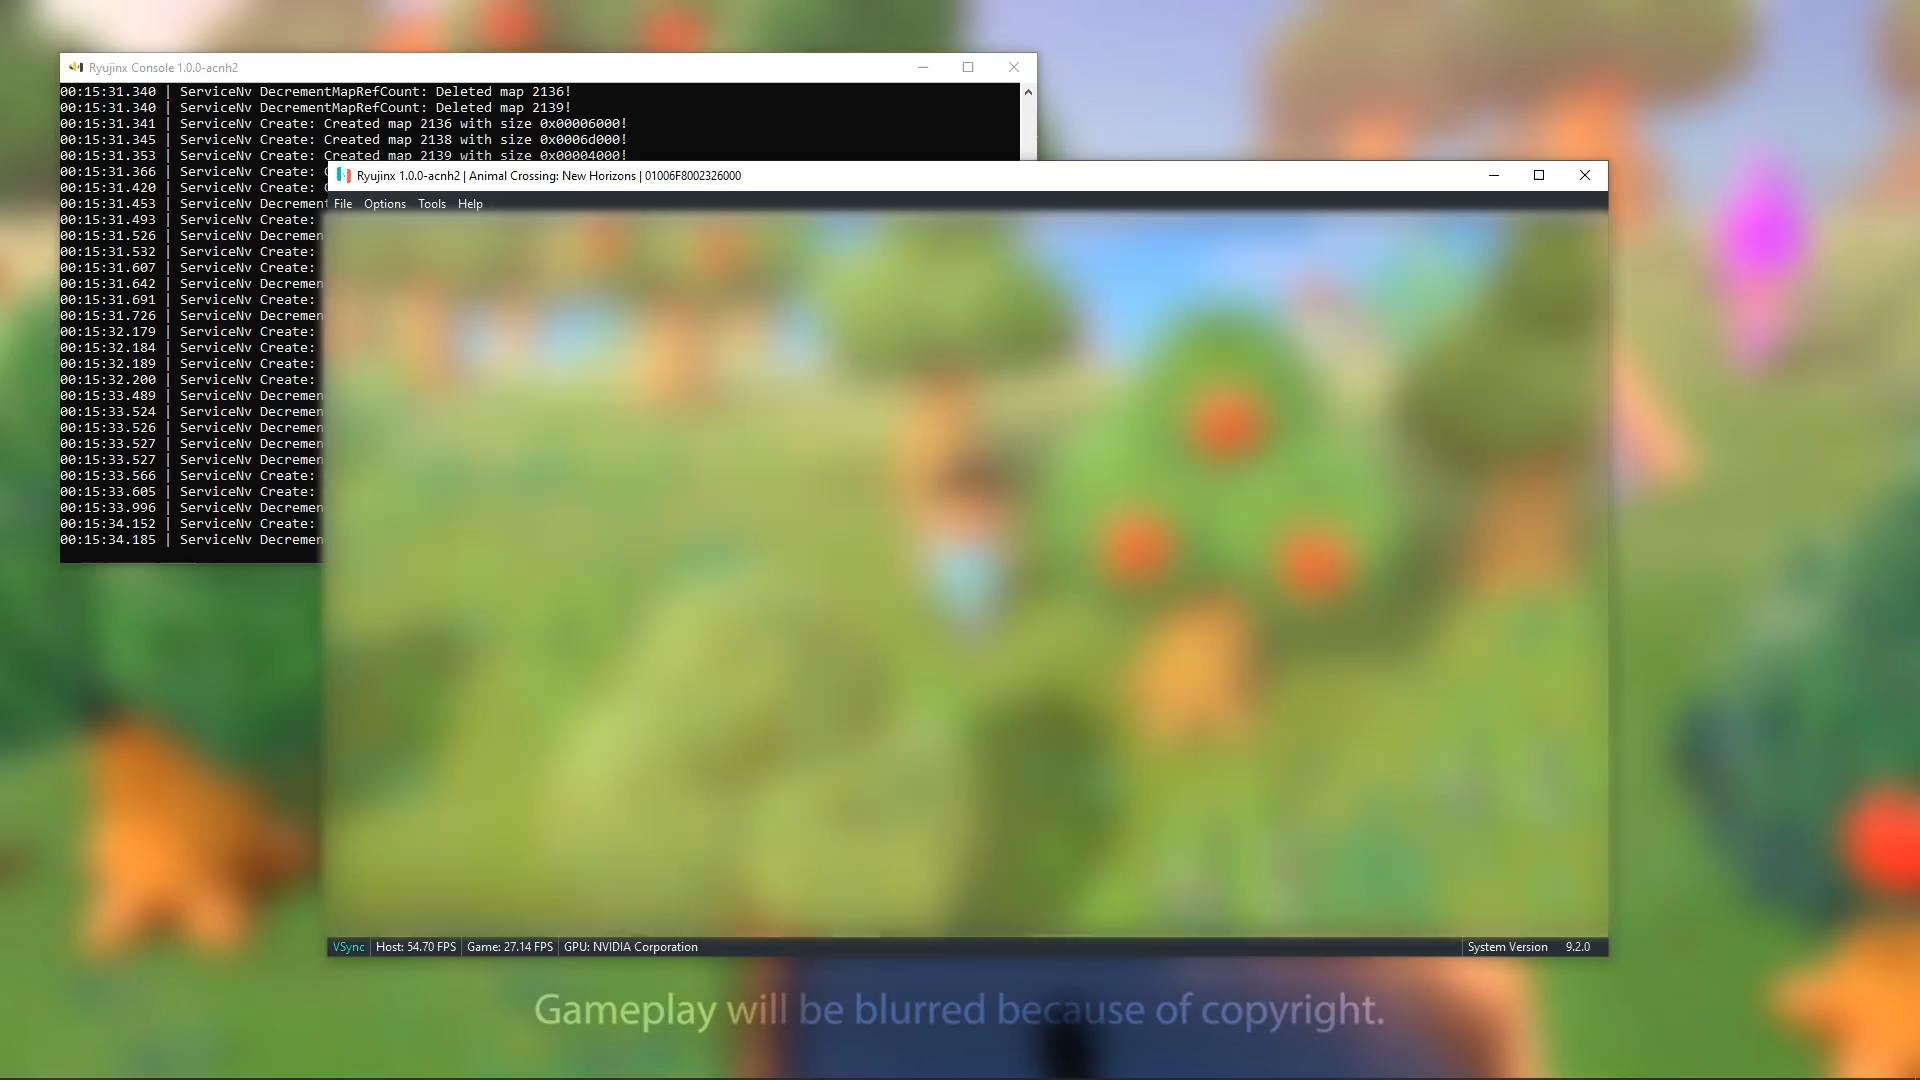 Ryujinx Console 1.0.0-acnh2
00:15:31.340 | ServiceNv DecrementMapRefCount: Deleted map 2136!
00:15:31.340 | ServiceNv DecrementMapRefCount: Deleted map 2139!
00:15:31.341 | ServiceNv Create: Created map 2136 with size 0x00006000!
00:15:31.345 | ServiceNv Create: Created map 2138 with size 0x0006d000!
00:15:31.353 | ServiceNv Create: Created map 2139 with size 0x00004000!
00:15:31.366 | ServiceNv Create:
00:15:31.420 | ServiceNv Create:
00:15:31.453 | ServiceNv Decrement
00:15:31.493 | ServiceNv Create:
00:15:31.526 | ServiceNv Decremen
00:15:31.532 | ServiceNv Create:
00:15:31.607 | ServiceNv Create:
00:15:31.642 | ServiceNv Decremen
00:15:31.691 | ServiceNv Create:
00:15:31.726 | ServiceNv Decremen
00:15:32.179 | ServiceNv Create:
00:15:32.184 | ServiceNv Create:
00:15:32.189 | ServiceNv Create:
00:15:32.200 | ServiceNv Create:
00:15:33.489 | ServiceNv Decremen
00:15:33.524 | ServiceNv Decremen
00:15:33.526 | ServiceNv Decremen
00:15:33.527 | ServiceNv Decremen
00:15:33.527 | ServiceNv Decremen
00:15:33.566 | ServiceNv Create:
00:15:33.605 | ServiceNv Create:
00:15:33.996 | ServiceNv Decremen
00:15:34.152 | ServiceNv Create:
00:15:34.185 | ServiceNv Decremen
Ryujinx 1.0.0-acnh2 | Animal Crossing: New Horizons | 01006F8002326000
File Options Tools Help
VSync Host: 54.70 FPS Game: 27.14 FPS GPU: NVIDIA Corporation System Version 9.2.0
Gameplay will be blurred because of copyright.